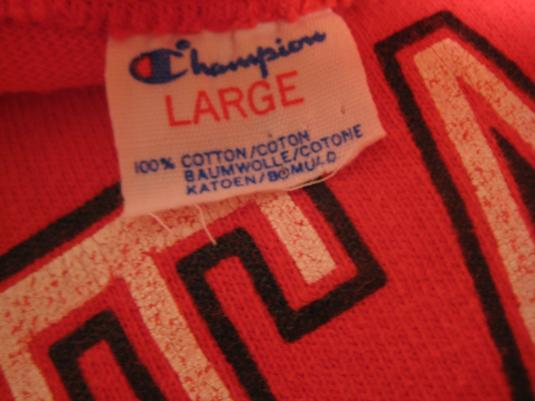 Champion
LARGE
100% COTTON/COTON
BAUMWOLLE/COTONE
KATOEN/BOMULD